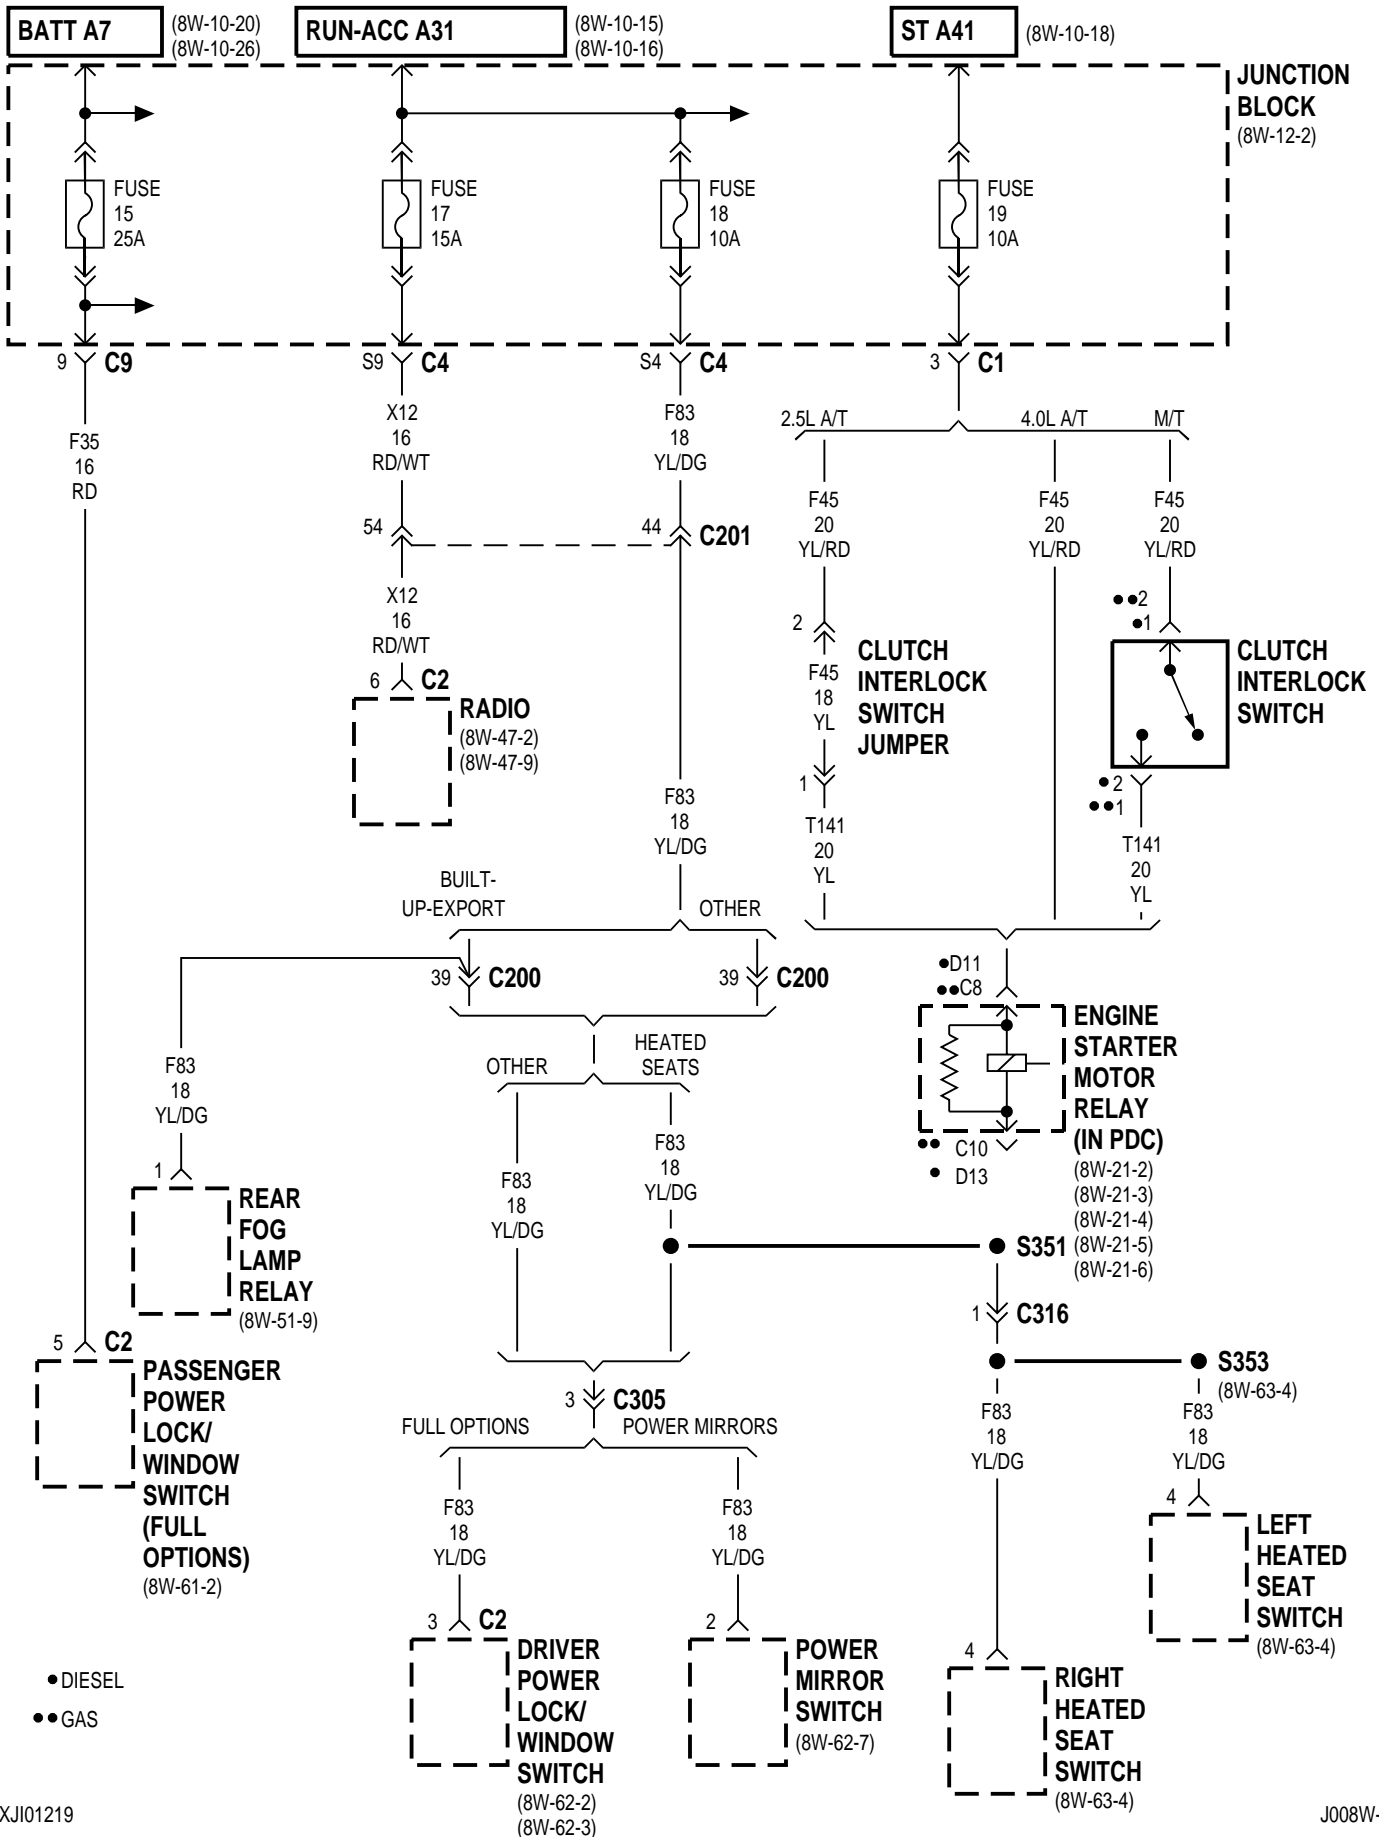 BATT A7
(8W-10-20)
(8W-10-26)
RUN-ACC A31
(8W-10-15)
(8W-10-16)
ST A41
(8W-10-18)
JUNCTION
BLOCK
(8W-12-2)
FUSE
15
25A
FUSE
17
15A
FUSE
18
10A
FUSE
19
10A
9 C9
S9 C4
S4 C4
3 C1
F35
16
RD
X12
16
RD/WT
F83
18
YL/DG
2.5L A/T
4.0L A/T
M/T
F45
20
YL/RD
F45
20
YL/RD
F45
20
YL/RD
54
44 C201
X12
16
RD/WT
6 C2
RADIO
(8W-47-2)
(8W-47-9)
2
F45
18
YL
1
CLUTCH
INTERLOCK
SWITCH
JUMPER
T141
20
YL
●●2
●1
CLUTCH
INTERLOCK
SWITCH
●2
●●1
T141
20
YL
F83
18
YL/DG
BUILT-
UP-EXPORT
OTHER
39 C200
39 C200
●D11
●●C8
ENGINE
STARTER
MOTOR
RELAY
(IN PDC)
(8W-21-2)
(8W-21-3)
(8W-21-4)
(8W-21-5)
(8W-21-6)
●● C10
● D13
OTHER
HEATED
SEATS
F83
18
YL/DG
1
REAR
FOG
LAMP
RELAY
(8W-51-9)
F83
18
YL/DG
F83
18
YL/DG
S351
1 C316
S353
(8W-63-4)
5 C2
PASSENGER
POWER
LOCK/
WINDOW
SWITCH
(FULL
OPTIONS)
(8W-61-2)
3 C305
FULL OPTIONS
POWER MIRRORS
F83
18
YL/DG
F83
18
YL/DG
F83
18
YL/DG
F83
18
YL/DG
4
LEFT
HEATED
SEAT
SWITCH
(8W-63-4)
3 C2
DRIVER
POWER
LOCK/
WINDOW
SWITCH
(8W-62-2)
(8W-62-3)
2
POWER
MIRROR
SWITCH
(8W-62-7)
4
RIGHT
HEATED
SEAT
SWITCH
(8W-63-4)
●DIESEL
●●GAS
XJI01219
J008W-